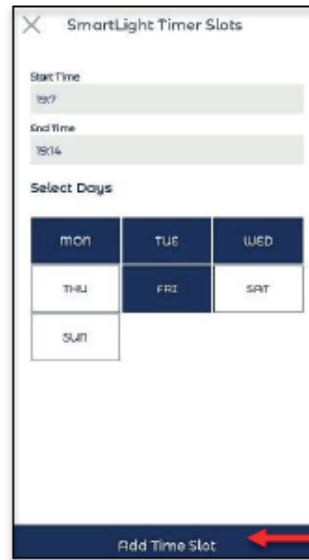 SmartLight Timer Slots
Start Time
19:7
End Time
19:14
Select Days
MON TUE WED
THU FRI SAT
SUN
Add Time Slot